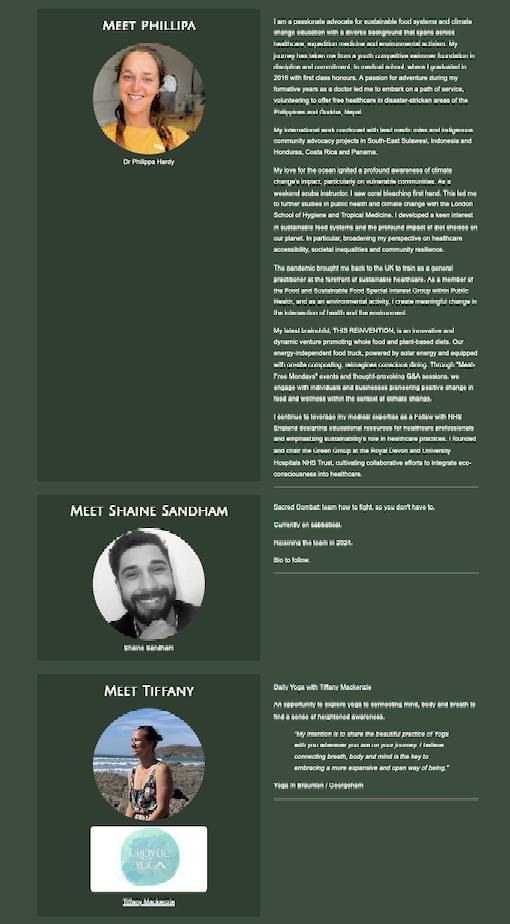 MEET PHILLIPA
Dr Philippa Hardy
I am a passionate advocate for sustainable food systems and climate
change education with a diverse background that spans across
healthcare, expedition medicine and environmental activism. My
journey has taken me from a youth competitive swimmer foundation in
discipline and commitment, to medical school, where I graduated in
2016 with first class honours. A passion for adventure during my
formative years as a doctor led me to embark on a path of service,
volunteering to offer free healthcare in disaster-stricken areas of the
Philippines and Gorkha, Nepal.
My international work continued with lead medic roles and indigenous
community advocacy projects in South-East Sulawesi, Indonesia and
Honduras, Costa Rica and Panama.
My love for the ocean ignited a profound awareness of climate
change's impact, particularly on vulnerable communities. As a
weekend scuba instructor, I saw coral bleaching first hand. This led me
to further studies in public health and climate change with the London
School of Hygiene and Tropical Medicine. I developed a keen interest
in sustainable food systems and the profound impact of diet choices on
our planet. In particular, broadening my perspective on healthcare
accessibility, societal inequalities and community resilience.
The pandemic brought me back to the UK to train as a general
practitioner at the forefront of sustainable healthcare. As a member of
the Food and Sustainable Food Special Interest Group within Public
Health, and as an environmental activity, I create meaningful change in
the intersection of health and the environment.
My latest brainchild, THIS REINVENTION, is an innovative and
dynamic venture promoting whole food and plant-based diets. Our
energy-independent food truck, powered by solar energy and equipped
with on-site composting, reimagines conscious dining. Through "Meat-
Free Mondays" events and thought-provoking Q&A sessions, we
engage with individuals and businesses pioneering positive change in
food and wellness within the context of climate change.
I continue to leverage my medical expertise as a Fellow with NHS
England designing educational resources for healthcare professionals
and emphasizing sustainability's role in healthcare practices. I founded
and chair the Green Group at the Royal Devon and University
Hospitals NHS Trust, cultivating collaborative efforts to integrate eco-
consciousness into healthcare.
MEET SHAINE SANDHAM
Shaine Sandham
Sacred Combat: learn how to fight, so you don't have to.
Currently on sabbatical.
Rejoining the team in 2024.
Bio to follow.
MEET TIFFANY
CROYDE
YOGA
Tiffany Mackenzie
Daily Yoga with Tiffany Mackenzie
An opportunity to explore yoga to connecting mind, body and breath to
find a sense of heightened awareness.
"My intention is to share the beautiful practice of Yoga
with you wherever you are on your journey. I believe
connecting breath, body and mind is the key to
embracing a more expansive and open way of being."
Yoga in Braunton / Georgeham